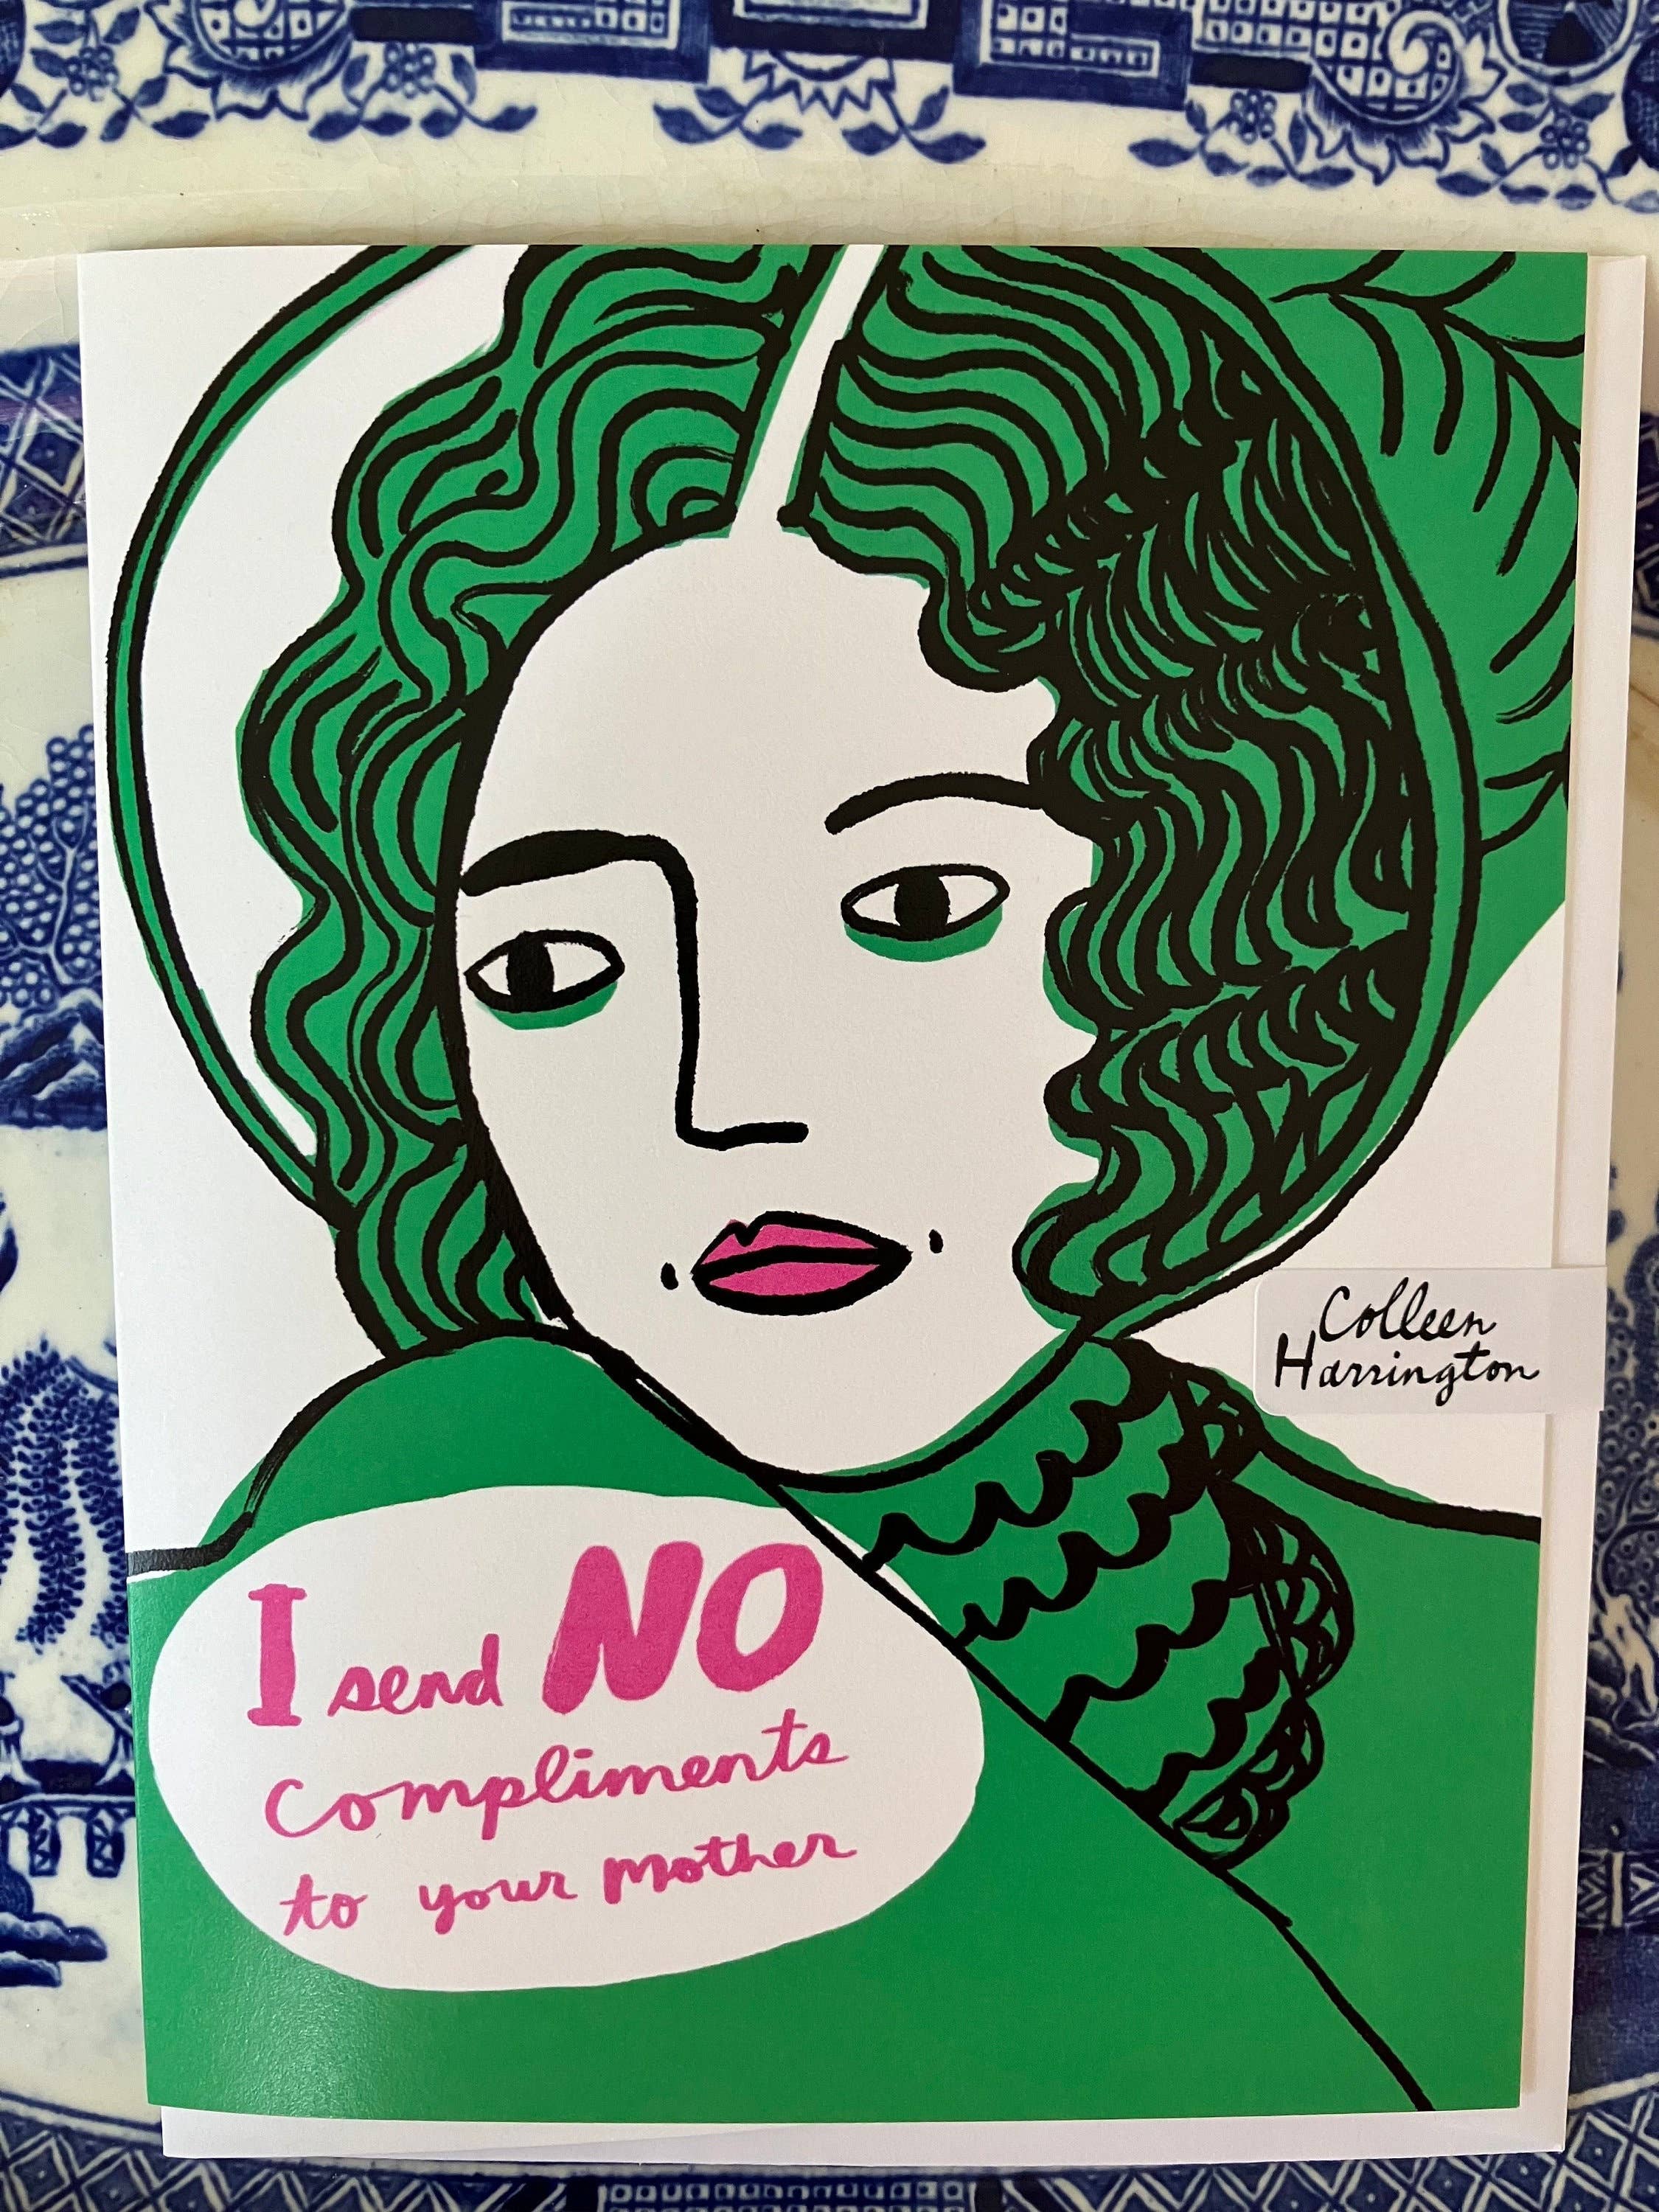 I send NO
Compliments
to your mother
Colleen
Harrington